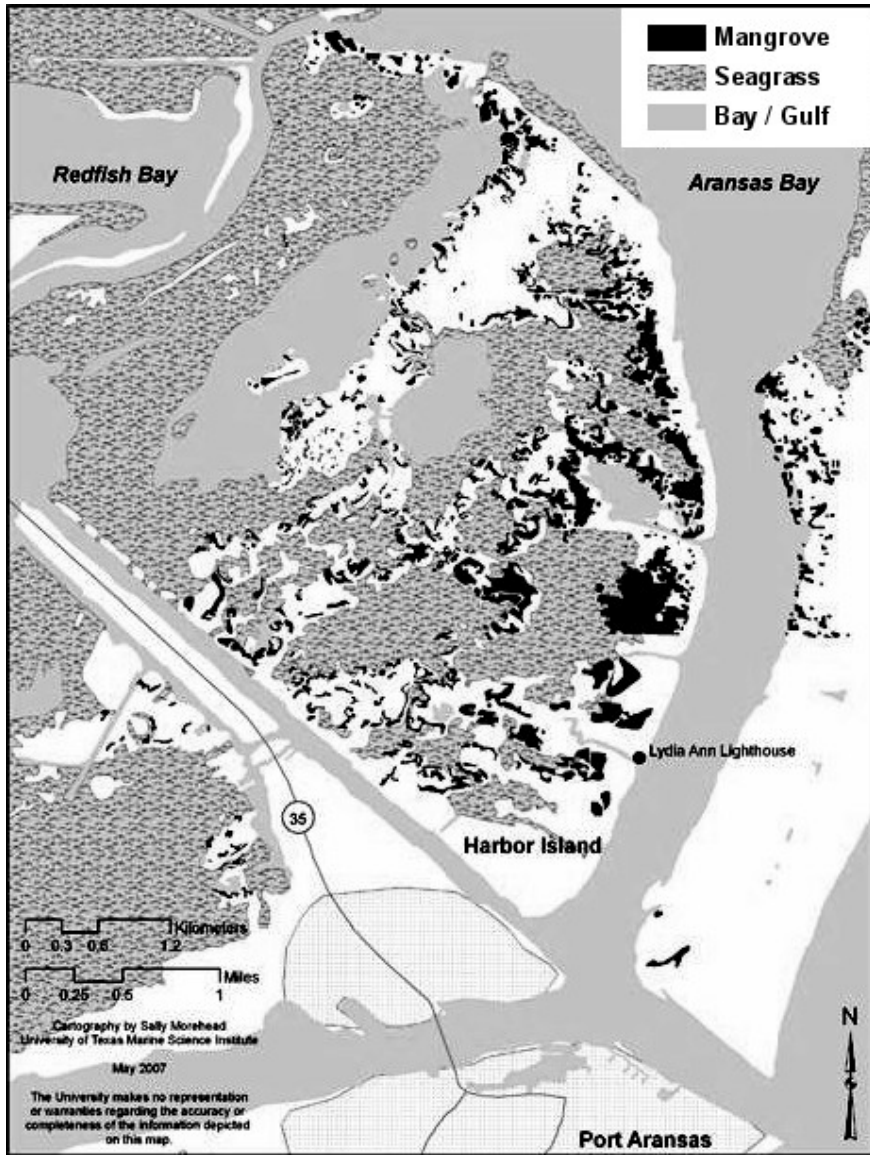 Mangrove
Seagrass
Bay / Gulf
Redfish Bay
Aransas Bay
Lydia Ann Lighthouse
35
Harbor Island
Kilometers
0 0.3 0.6 1.2
Miles
0 0.25 0.5 1
Cartography by Sally Morehead
University of Texas Marine Science Institute
May 2007
The University makes no representation
or warranties regarding the accuracy or
completeness of the information depicted
on this map.
N
Port Aransas